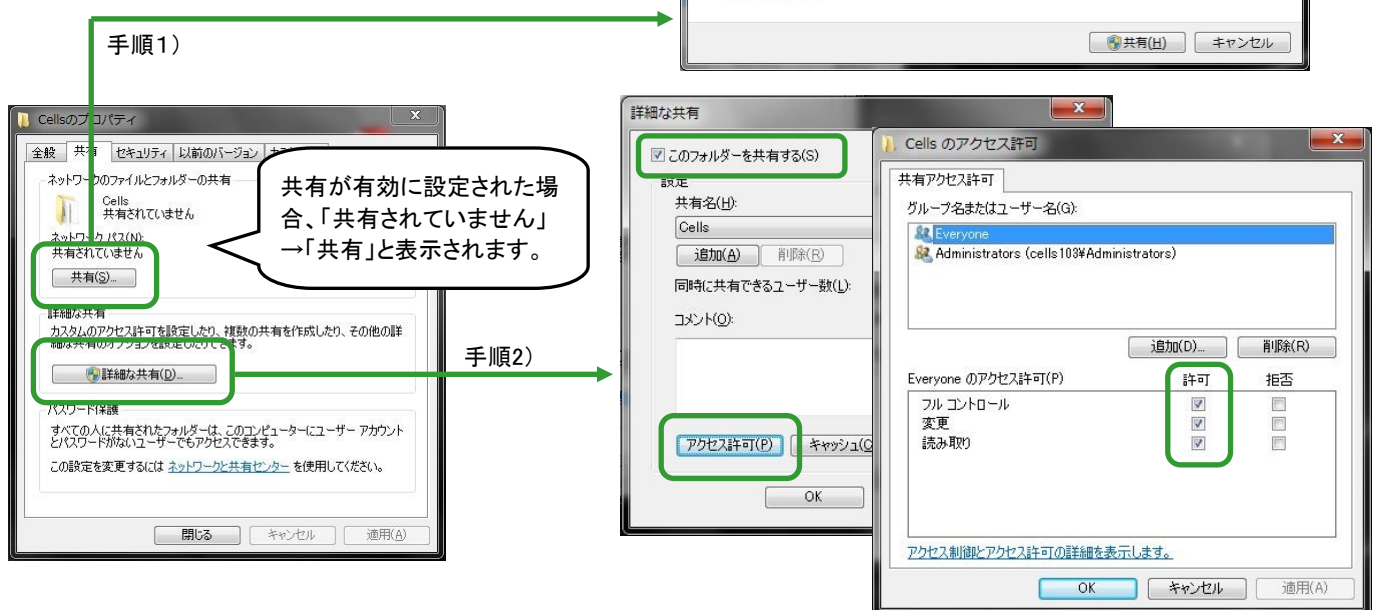 共有(H)
キャンセル
手順1)
Cellsのプロパティ
全般
共有
セキュリティ
以前のバージョン
ネットワークのファイルとフォルダーの共有
Cells
共有されていません
ネットワーク パス(N):
共有されていません
共有(S)...
共有が有効に設定された場
合、「共有されていません」
→「共有」と表示されます。
詳細な共有
カスタムのアクセス許可を設定したり、複数の共有を作成したり、その他の詳
細な共有のオプションを設定したりできます。
詳細な共有(D)...
手順2)
パスワード保護
すべての人に共有されたフォルダーは、このコンピューターにユーザー アカウント
とパスワードがないユーザーでもアクセスできます。
この設定を変更するには ネットワークと共有センター を使用してください。
閉じる
キャンセル
適用(A)
詳細な共有
このフォルダーを共有する(S)
設定
共有名(H):
Cells
追加(A)
削除(R)
同時に共有できるユーザー数(L):
コメント(O):
アクセス許可(P)
キャッシュ(C
OK
Cells のアクセス許可
共有アクセス許可
グループ名またはユーザー名(G):
Everyone
Administrators (cells103¥Administrators)
追加(D)...
削除(R)
Everyone のアクセス許可(P)
許可
拒否
フル コントロール
変更
読み取り
アクセス制御とアクセス許可の詳細を表示します。
OK
キャンセル
適用(A)